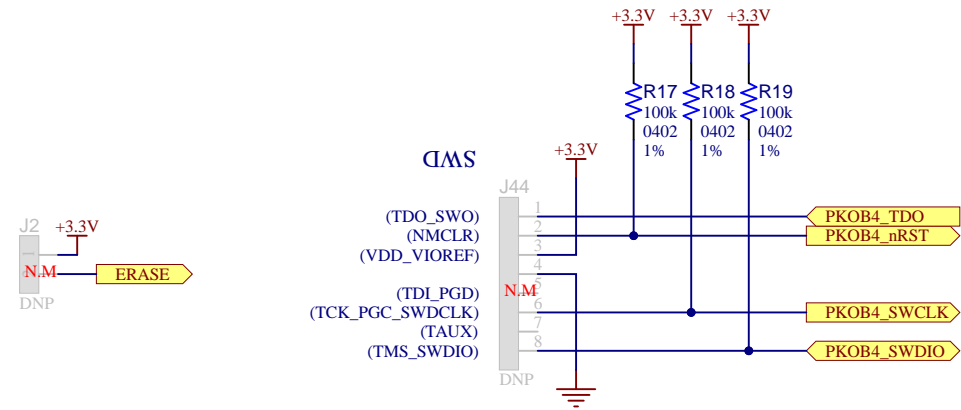 +3.3V +3.3V +3.3V
R17 R18 R19
100k 100k 100k
0402 0402 0402
1% 1% 1%
SWD
+3.3V
J44
(TDO_SWO) 1 PKOB4_TDO
(NMCLR) 2 PKOB4_nRST
(VDD_VIOREF) 3
4
(TDI_PGD) 5
N.M
(TCK_PGC_SWDCLK) 6 PKOB4_SWCLK
(TAUX) 7
(TMS_SWDIO) 8 PKOB4_SWDIO
DNP
J2
+3.3V
1
N.M
ERASE
DNP